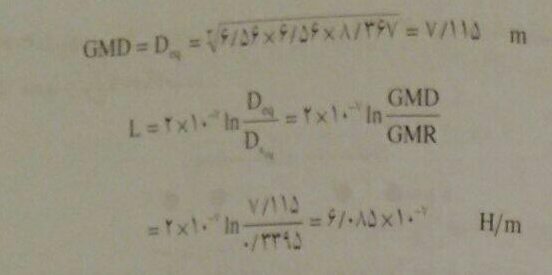 GMD = D_eq = ∛(۶/۵۶×۶/۵۶×۸/۳۶۷) = ۷/۱۱۵ m
L = ۲×۱۰^-۷ ln (D_eq / D_s_eq) = ۲×۱۰^-۷ ln (GMD / GMR)
= ۲×۱۰^-۷ ln (۷/۱۱۵ / ۰/۳۳۹۵) = ۶/۰۸۵×۱۰^-۷ H/m